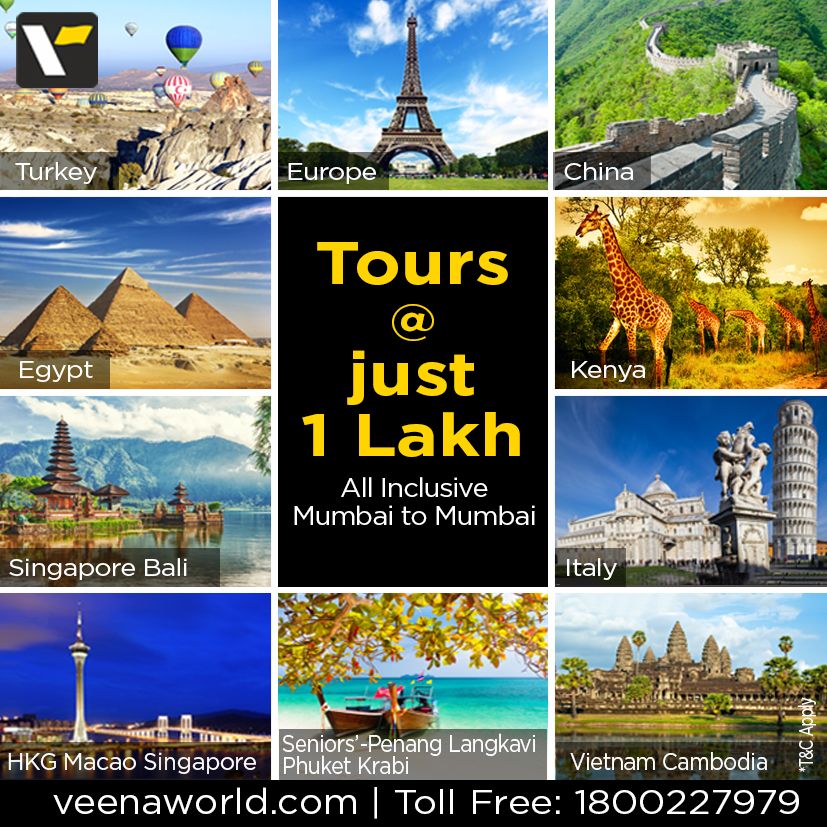 Turkey
Europe
China
Egypt
Tours
@
just
1 Lakh
All Inclusive
Mumbai to Mumbai
Kenya
Singapore Bali
Italy
HKG Macao Singapore
Seniors'-Penang Langkavi
Phuket Krabi
Vietnam Cambodia
*T&C Apply
veenaworld.com | Toll Free: 1800227979